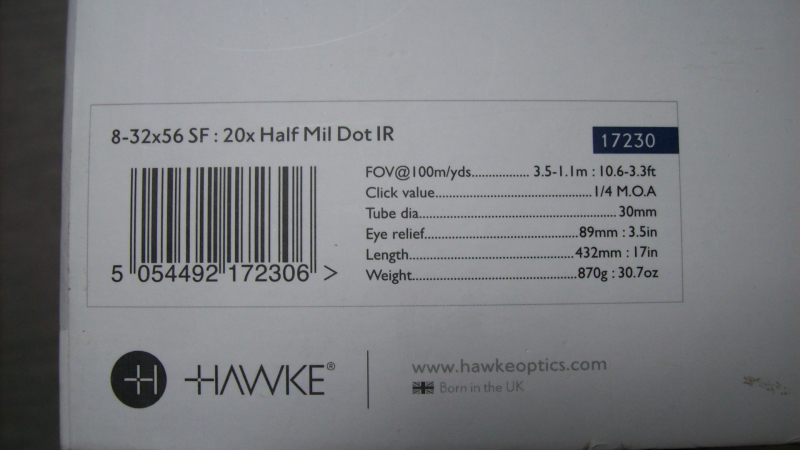 8-32x56 SF : 20x Half Mil Dot IR
17230
FOV@100m/yds................. 3.5-1.1m : 10.6-3.3ft
Click value.......................................1/4 M.O.A
Tube dia.................................................30mm
Eye relief......................................89mm : 3.5in
Length........................................432mm : 17in
Weight.........................................870g : 30.7oz
5 054492 172306 >
HAWKE®
www.hawkeoptics.com
Born in the UK